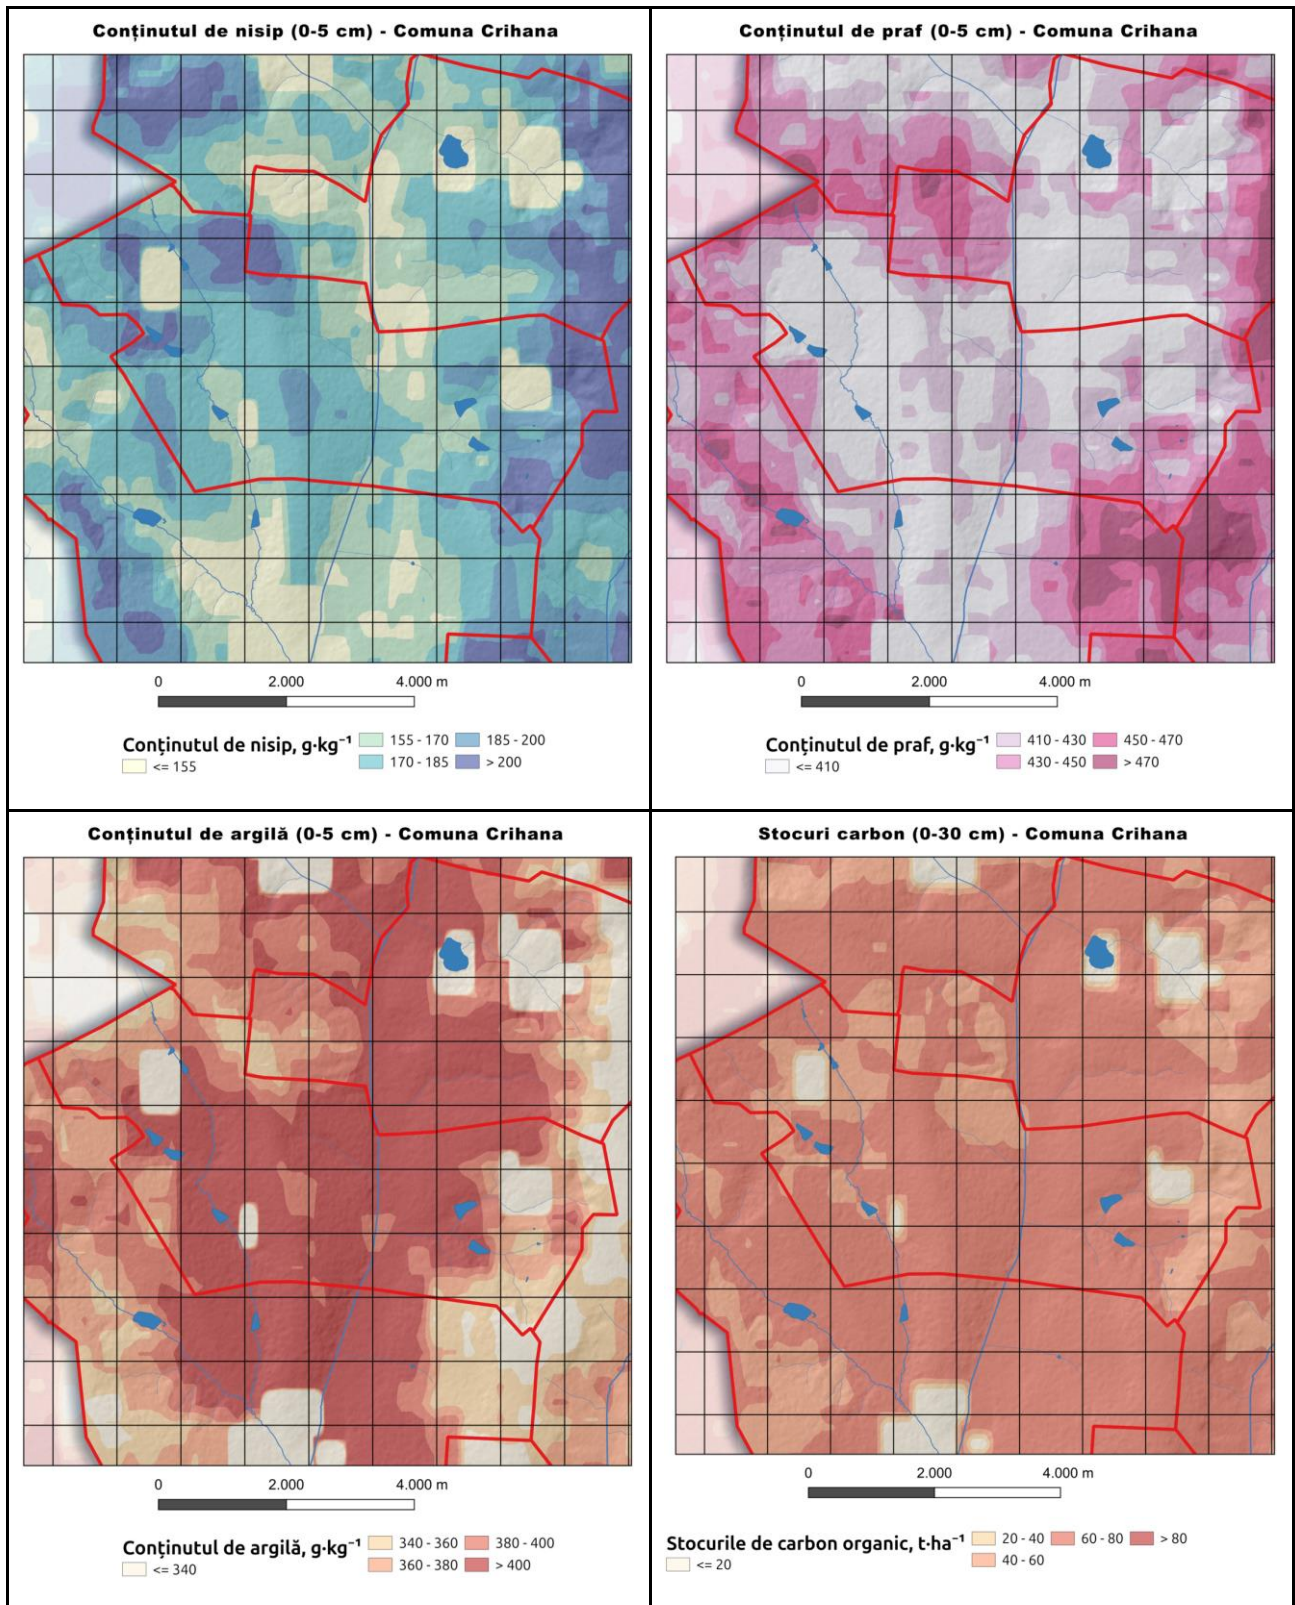 Conținutul de nisip (0-5 cm) - Comuna Crihana
0 2.000 4.000 m
Conținutul de nisip, g·kg⁻¹
<= 155
155 - 170
170 - 185
185 - 200
> 200
Conținutul de praf (0-5 cm) - Comuna Crihana
0 2.000 4.000 m
Conținutul de praf, g·kg⁻¹
<= 410
410 - 430
430 - 450
450 - 470
> 470
Conținutul de argilă (0-5 cm) - Comuna Crihana
0 2.000 4.000 m
Conținutul de argilă, g·kg⁻¹
<= 340
340 - 360
360 - 380
380 - 400
> 400
Stocuri carbon (0-30 cm) - Comuna Crihana
0 2.000 4.000 m
Stocurile de carbon organic, t·ha⁻¹
<= 20
20 - 40
40 - 60
60 - 80
> 80